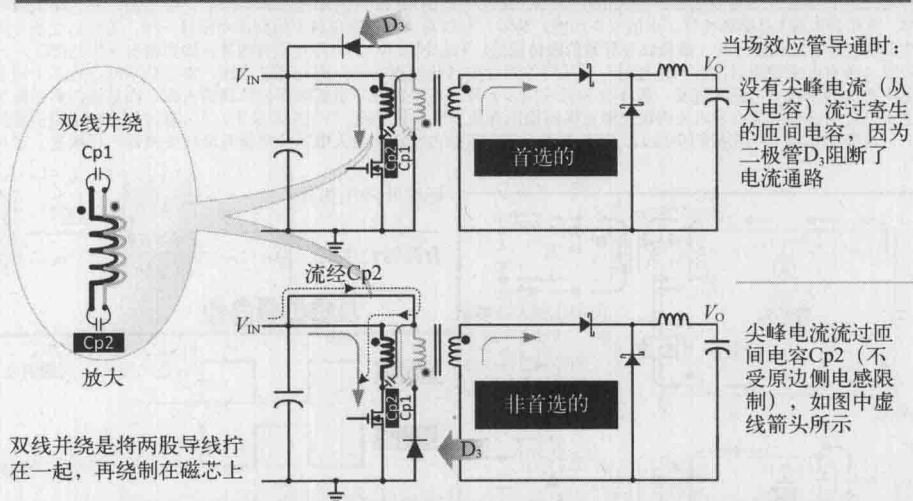 D₃
V_IN
V_O
当场效应管导通时：
没有尖峰电流（从
大电容）流过寄生
的匝间电容，因为
二极管D₃阻断了
电流通路
双线并绕
Cp1
Cp2
放大
Cp2
Cp1
首选的
流经Cp2
V_IN
V_O
Cp2
Cp1
非首选的
D₃
尖峰电流流过匝
间电容Cp2（不
受原边侧电感限
制），如图中虚
线箭头所示
双线并绕是将两股导线拧
在一起，再绕制在磁芯上